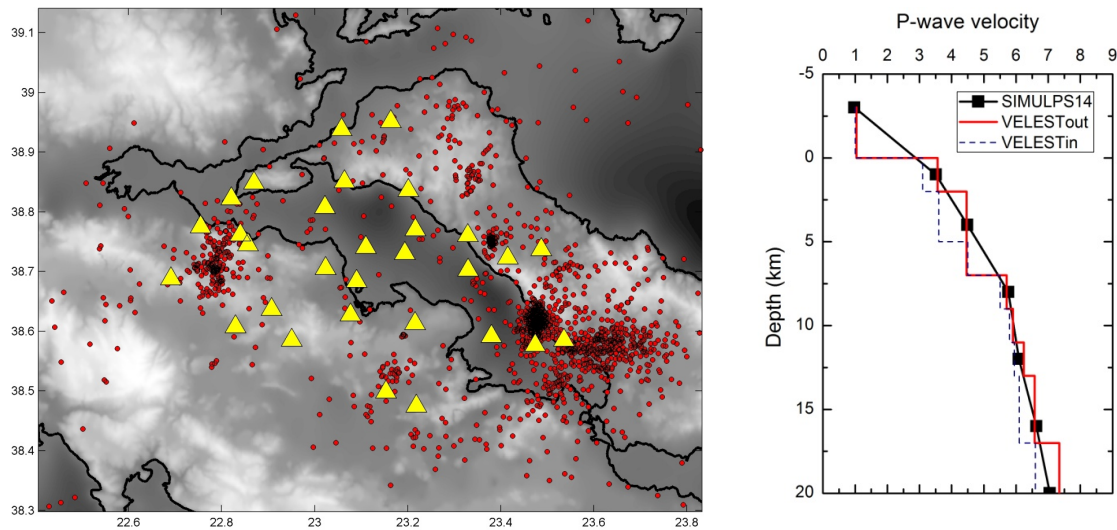 39.1
39
38.9
38.8
38.7
38.6
38.5
38.4
38.3
22.6 22.8 23 23.2 23.4 23.6 23.8
P-wave velocity
0 1 2 3 4 5 6 7 8 9
-5
0
5
10
15
20
Depth (km)
SIMULPS14
VELESTout
VELESTin